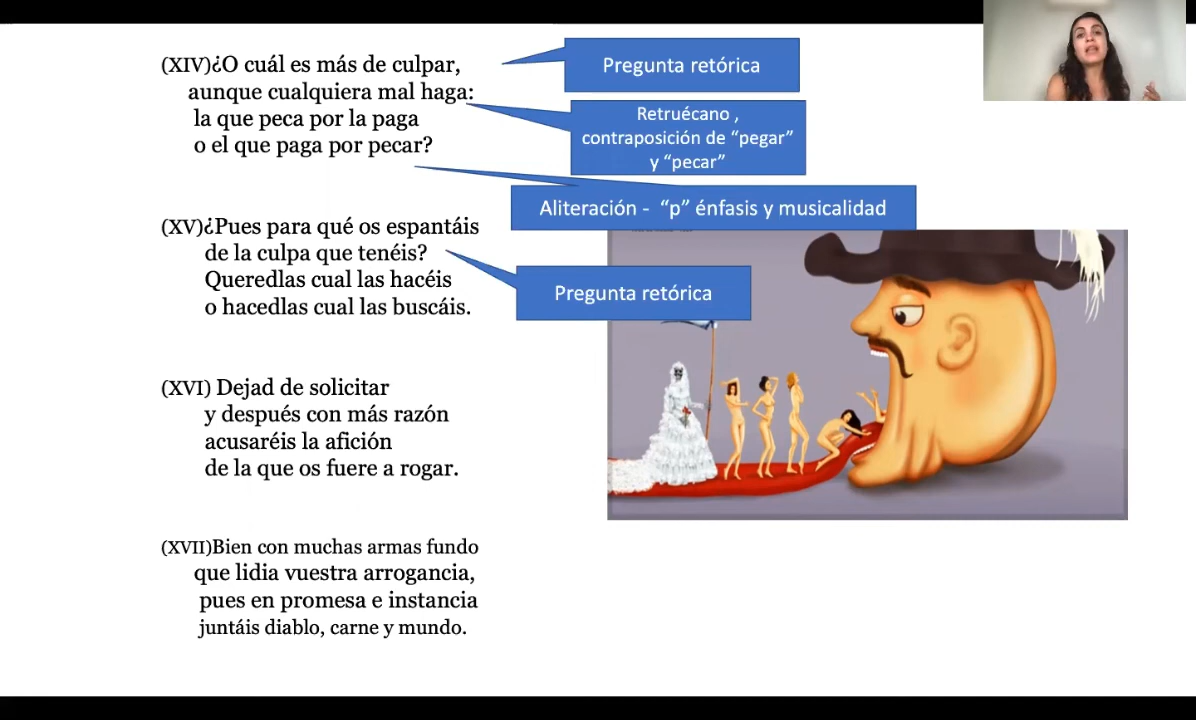 (XIV)¿O cuál es más de culpar,
aunque cualquiera mal haga:
la que peca por la paga
o el que paga por pecar?
Pregunta retórica
Retruécano ,
contraposición de “pegar”
y “pecar”
Aliteración - “p” énfasis y musicalidad
(XV)¿Pues para qué os espantáis
de la culpa que tenéis?
Queredlas cual las hacéis
o hacedlas cual las buscáis.
Pregunta retórica
(XVI) Dejad de solicitar
y después con más razón
acusaréis la afición
de la que os fuere a rogar.
(XVII)Bien con muchas armas fundo
que lidia vuestra arrogancia,
pues en promesa e instancia
juntáis diablo, carne y mundo.